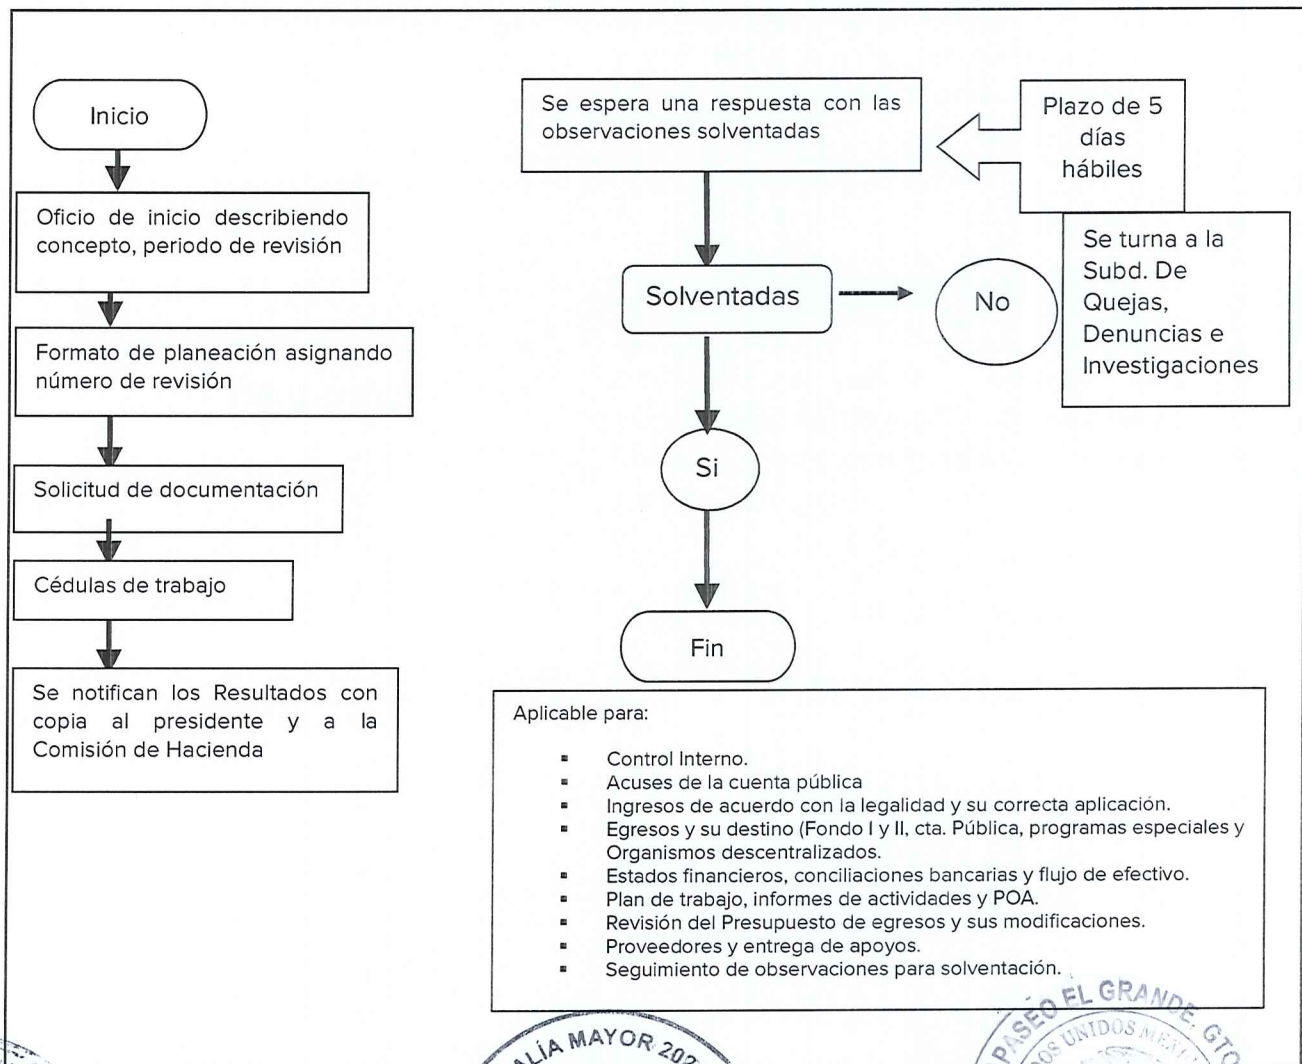 Inicio
Oficio de inicio describiendo
concepto, periodo de revisión
Formato de planeación asignando
número de revisión
Solicitud de documentación
Cédulas de trabajo
Se notifican los Resultados con
copia al presidente y a la
Comisión de Hacienda
Se espera una respuesta con las
observaciones solventadas
Plazo de 5
días
hábiles
Solventadas
No
Se turna a la
Subd. De
Quejas,
Denuncias e
Investigaciones
Si
Fin
Aplicable para:
▪ Control Interno.
▪ Acuses de la cuenta pública
▪ Ingresos de acuerdo con la legalidad y su correcta aplicación.
▪ Egresos y su destino (Fondo I y II, cta. Pública, programas especiales y
Organismos descentralizados.
▪ Estados financieros, conciliaciones bancarias y flujo de efectivo.
▪ Plan de trabajo, informes de actividades y POA.
▪ Revisión del Presupuesto de egresos y sus modificaciones.
▪ Proveedores y entrega de apoyos.
▪ Seguimiento de observaciones para solventación.
MAYOR
PASEO EL GRANDE, GTO
UNIDOS